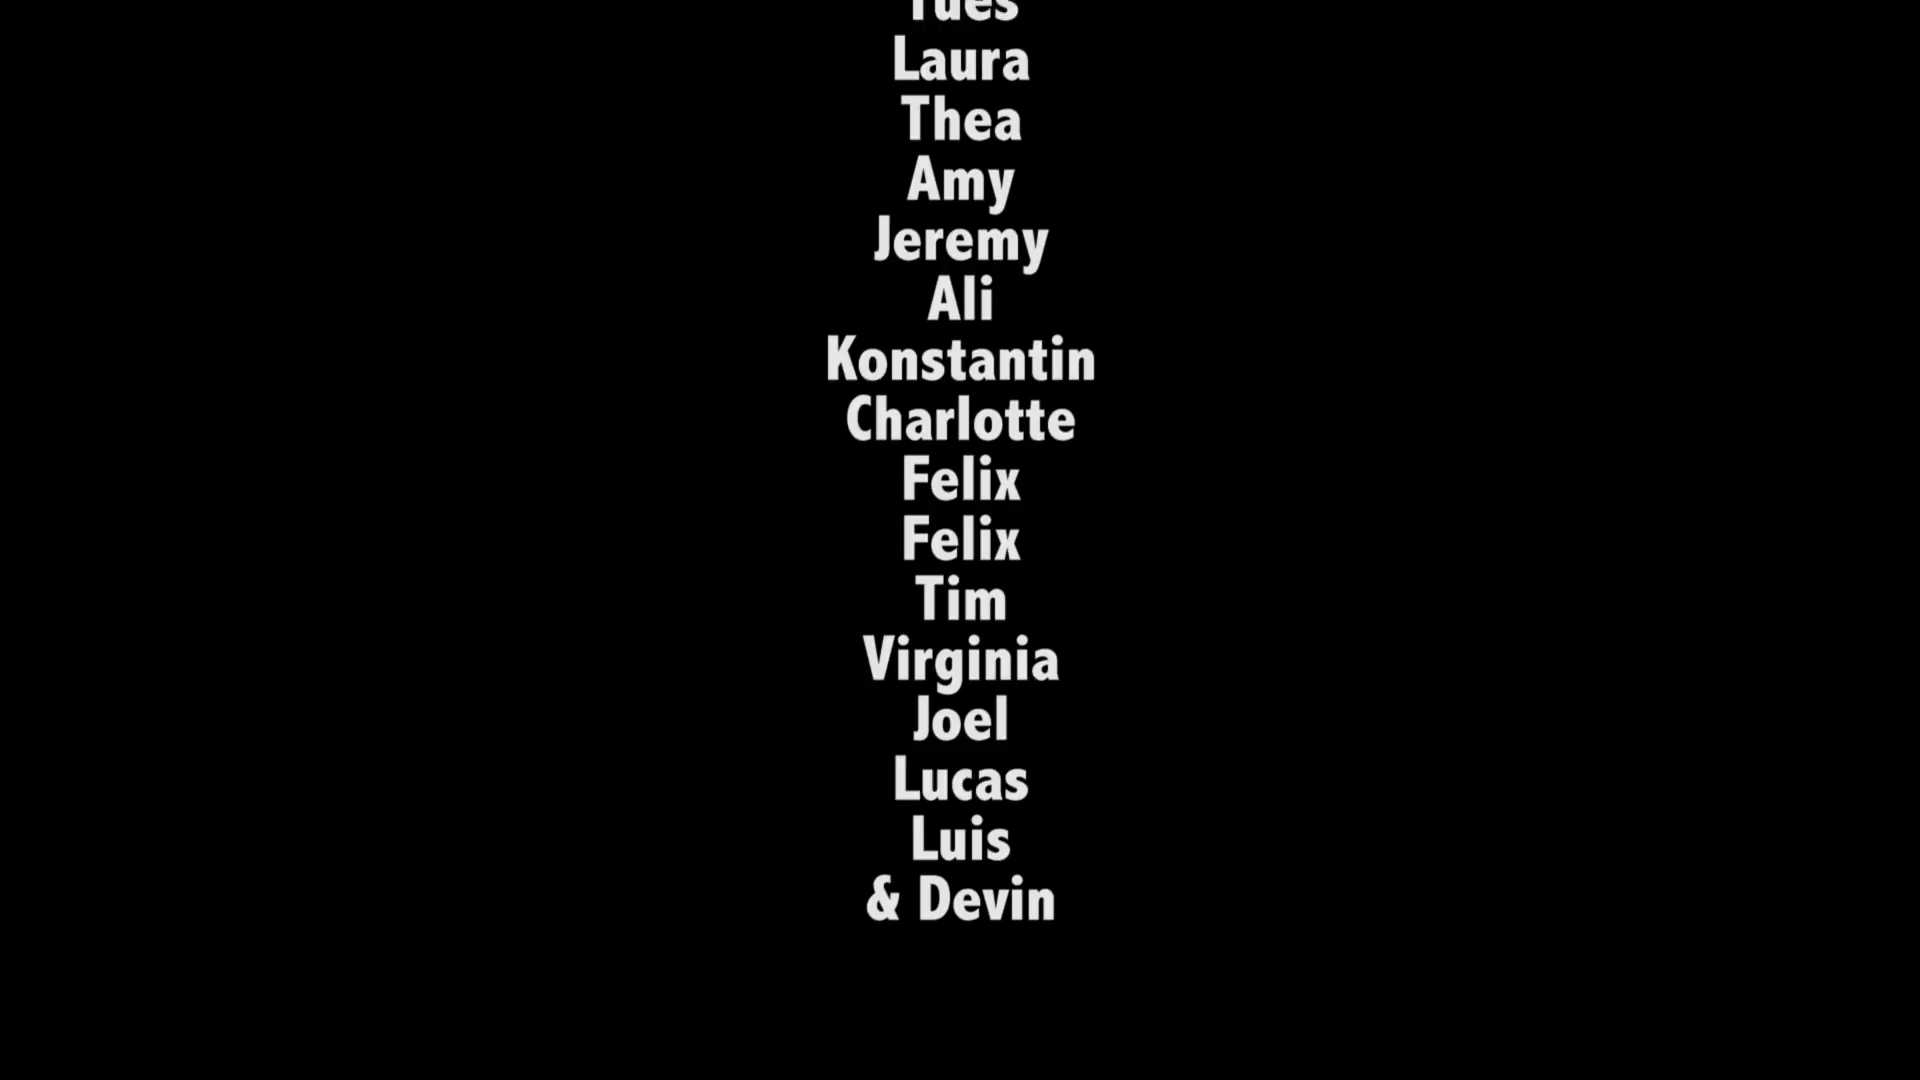 Laura
Thea
Amy
Jeremy
Ali
Konstantin
Charlotte
Felix
Felix
Tim
Virginia
Joel
Lucas
Luis
& Devin